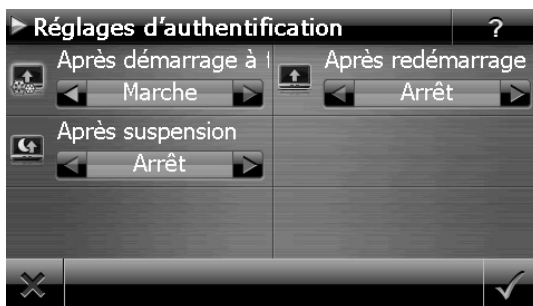 Réglages d'authentification ?
Après démarrage à
Marche
Après redémarrage
Arrêt
Après suspension
Arrêt